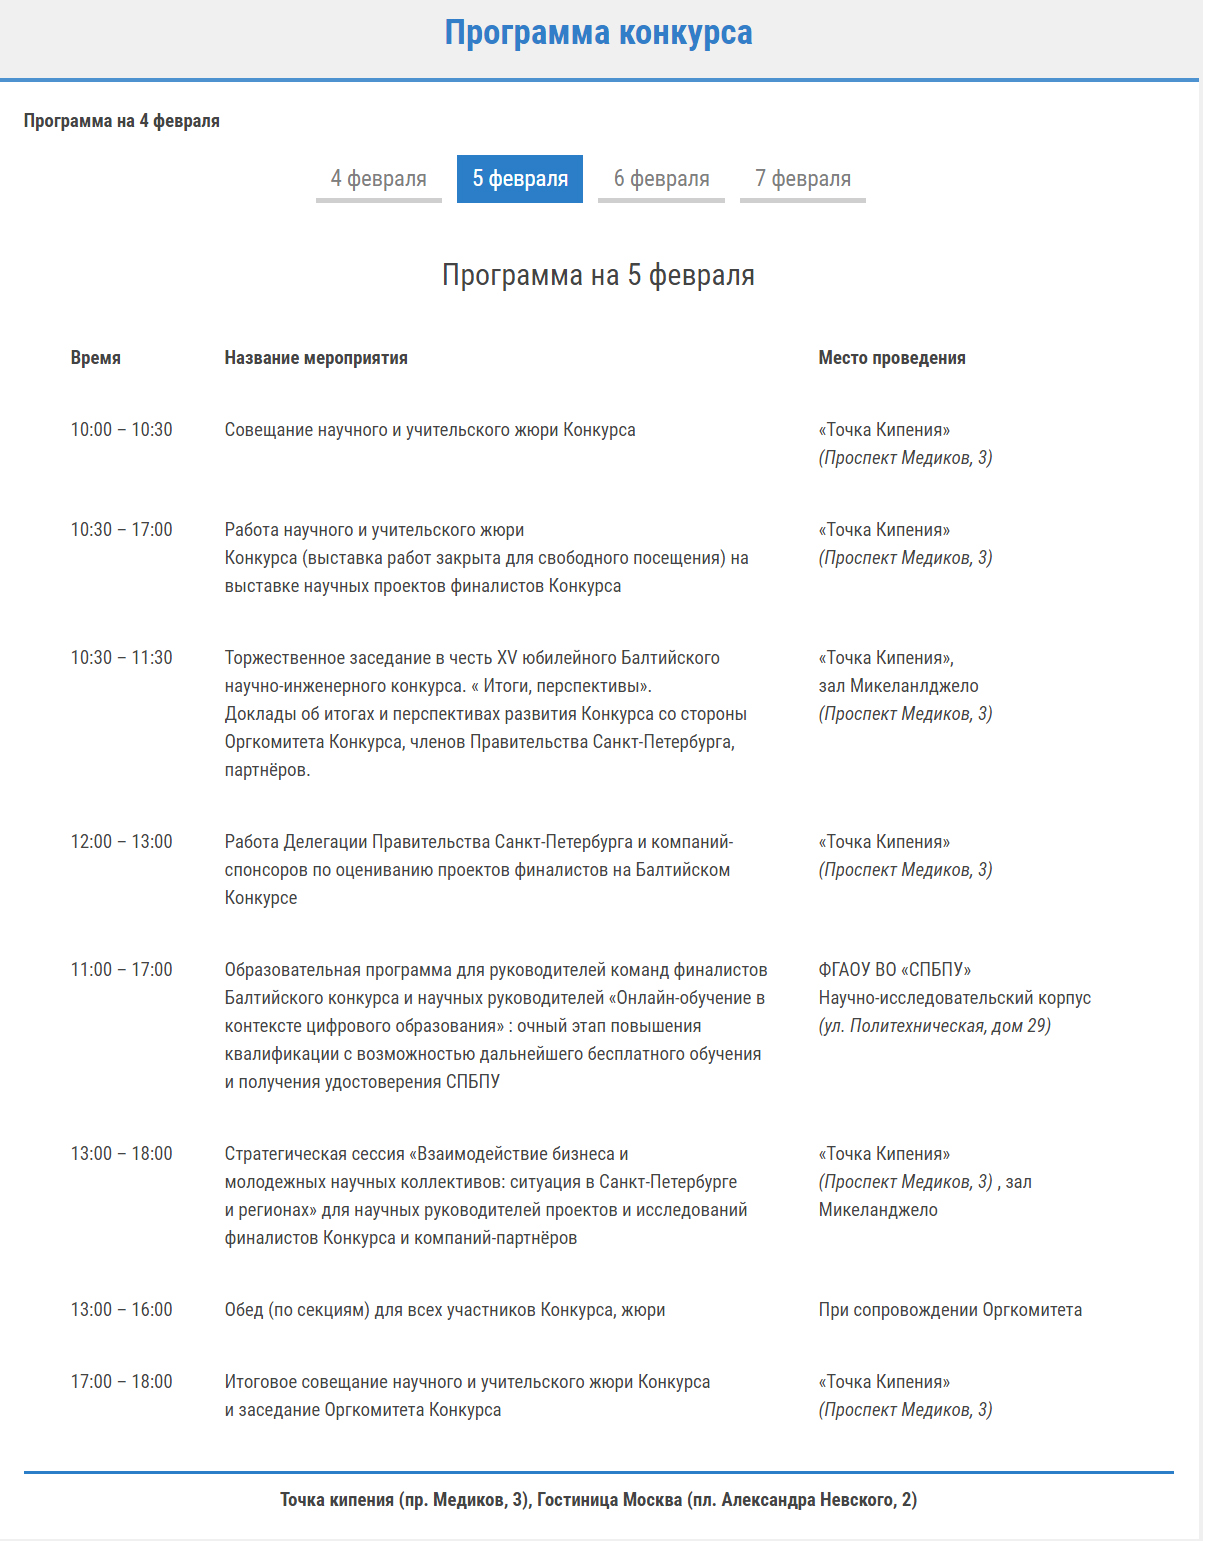 Программа конкурса
Программа на 4 февраля
4 февраля 5 февраля 6 февраля 7 февраля
Программа на 5 февраля
Время Название мероприятия Место проведения
10:00 – 10:30 Совещание научного и учительского жюри Конкурса «Точка Кипения»
(Проспект Медиков, 3)
10:30 – 17:00 Работа научного и учительского жюри «Точка Кипения»
Конкурса (выставка работ закрыта для свободного посещения) на (Проспект Медиков, 3)
выставке научных проектов финалистов Конкурса
10:30 – 11:30 Торжественное заседание в честь XV юбилейного Балтийского «Точка Кипения»,
научно-инженерного конкурса. « Итоги, перспективы». зал Микеланлджело
Доклады об итогах и перспективах развития Конкурса со стороны (Проспект Медиков, 3)
Оргкомитета Конкурса, членов Правительства Санкт-Петербурга,
партнёров.
12:00 – 13:00 Работа Делегации Правительства Санкт-Петербурга и компаний- «Точка Кипения»
спонсоров по оцениванию проектов финалистов на Балтийском (Проспект Медиков, 3)
Конкурсе
11:00 – 17:00 Образовательная программа для руководителей команд финалистов ФГАОУ ВО «СПБПУ»
Балтийского конкурса и научных руководителей «Онлайн-обучение в Научно-исследовательский корпус
контексте цифрового образования» : очный этап повышения (ул. Политехническая, дом 29)
квалификации с возможностью дальнейшего бесплатного обучения
и получения удостоверения СПБПУ
13:00 – 18:00 Стратегическая сессия «Взаимодействие бизнеса и «Точка Кипения»
молодежных научных коллективов: ситуация в Санкт-Петербурге (Проспект Медиков, 3) , зал
и регионах» для научных руководителей проектов и исследований Микеланджело
финалистов Конкурса и компаний-партнёров
13:00 – 16:00 Обед (по секциям) для всех участников Конкурса, жюри При сопровождении Оргкомитета
17:00 – 18:00 Итоговое совещание научного и учительского жюри Конкурса «Точка Кипения»
и заседание Оргкомитета Конкурса (Проспект Медиков, 3)
Точка кипения (пр. Медиков, 3), Гостиница Москва (пл. Александра Невского, 2)